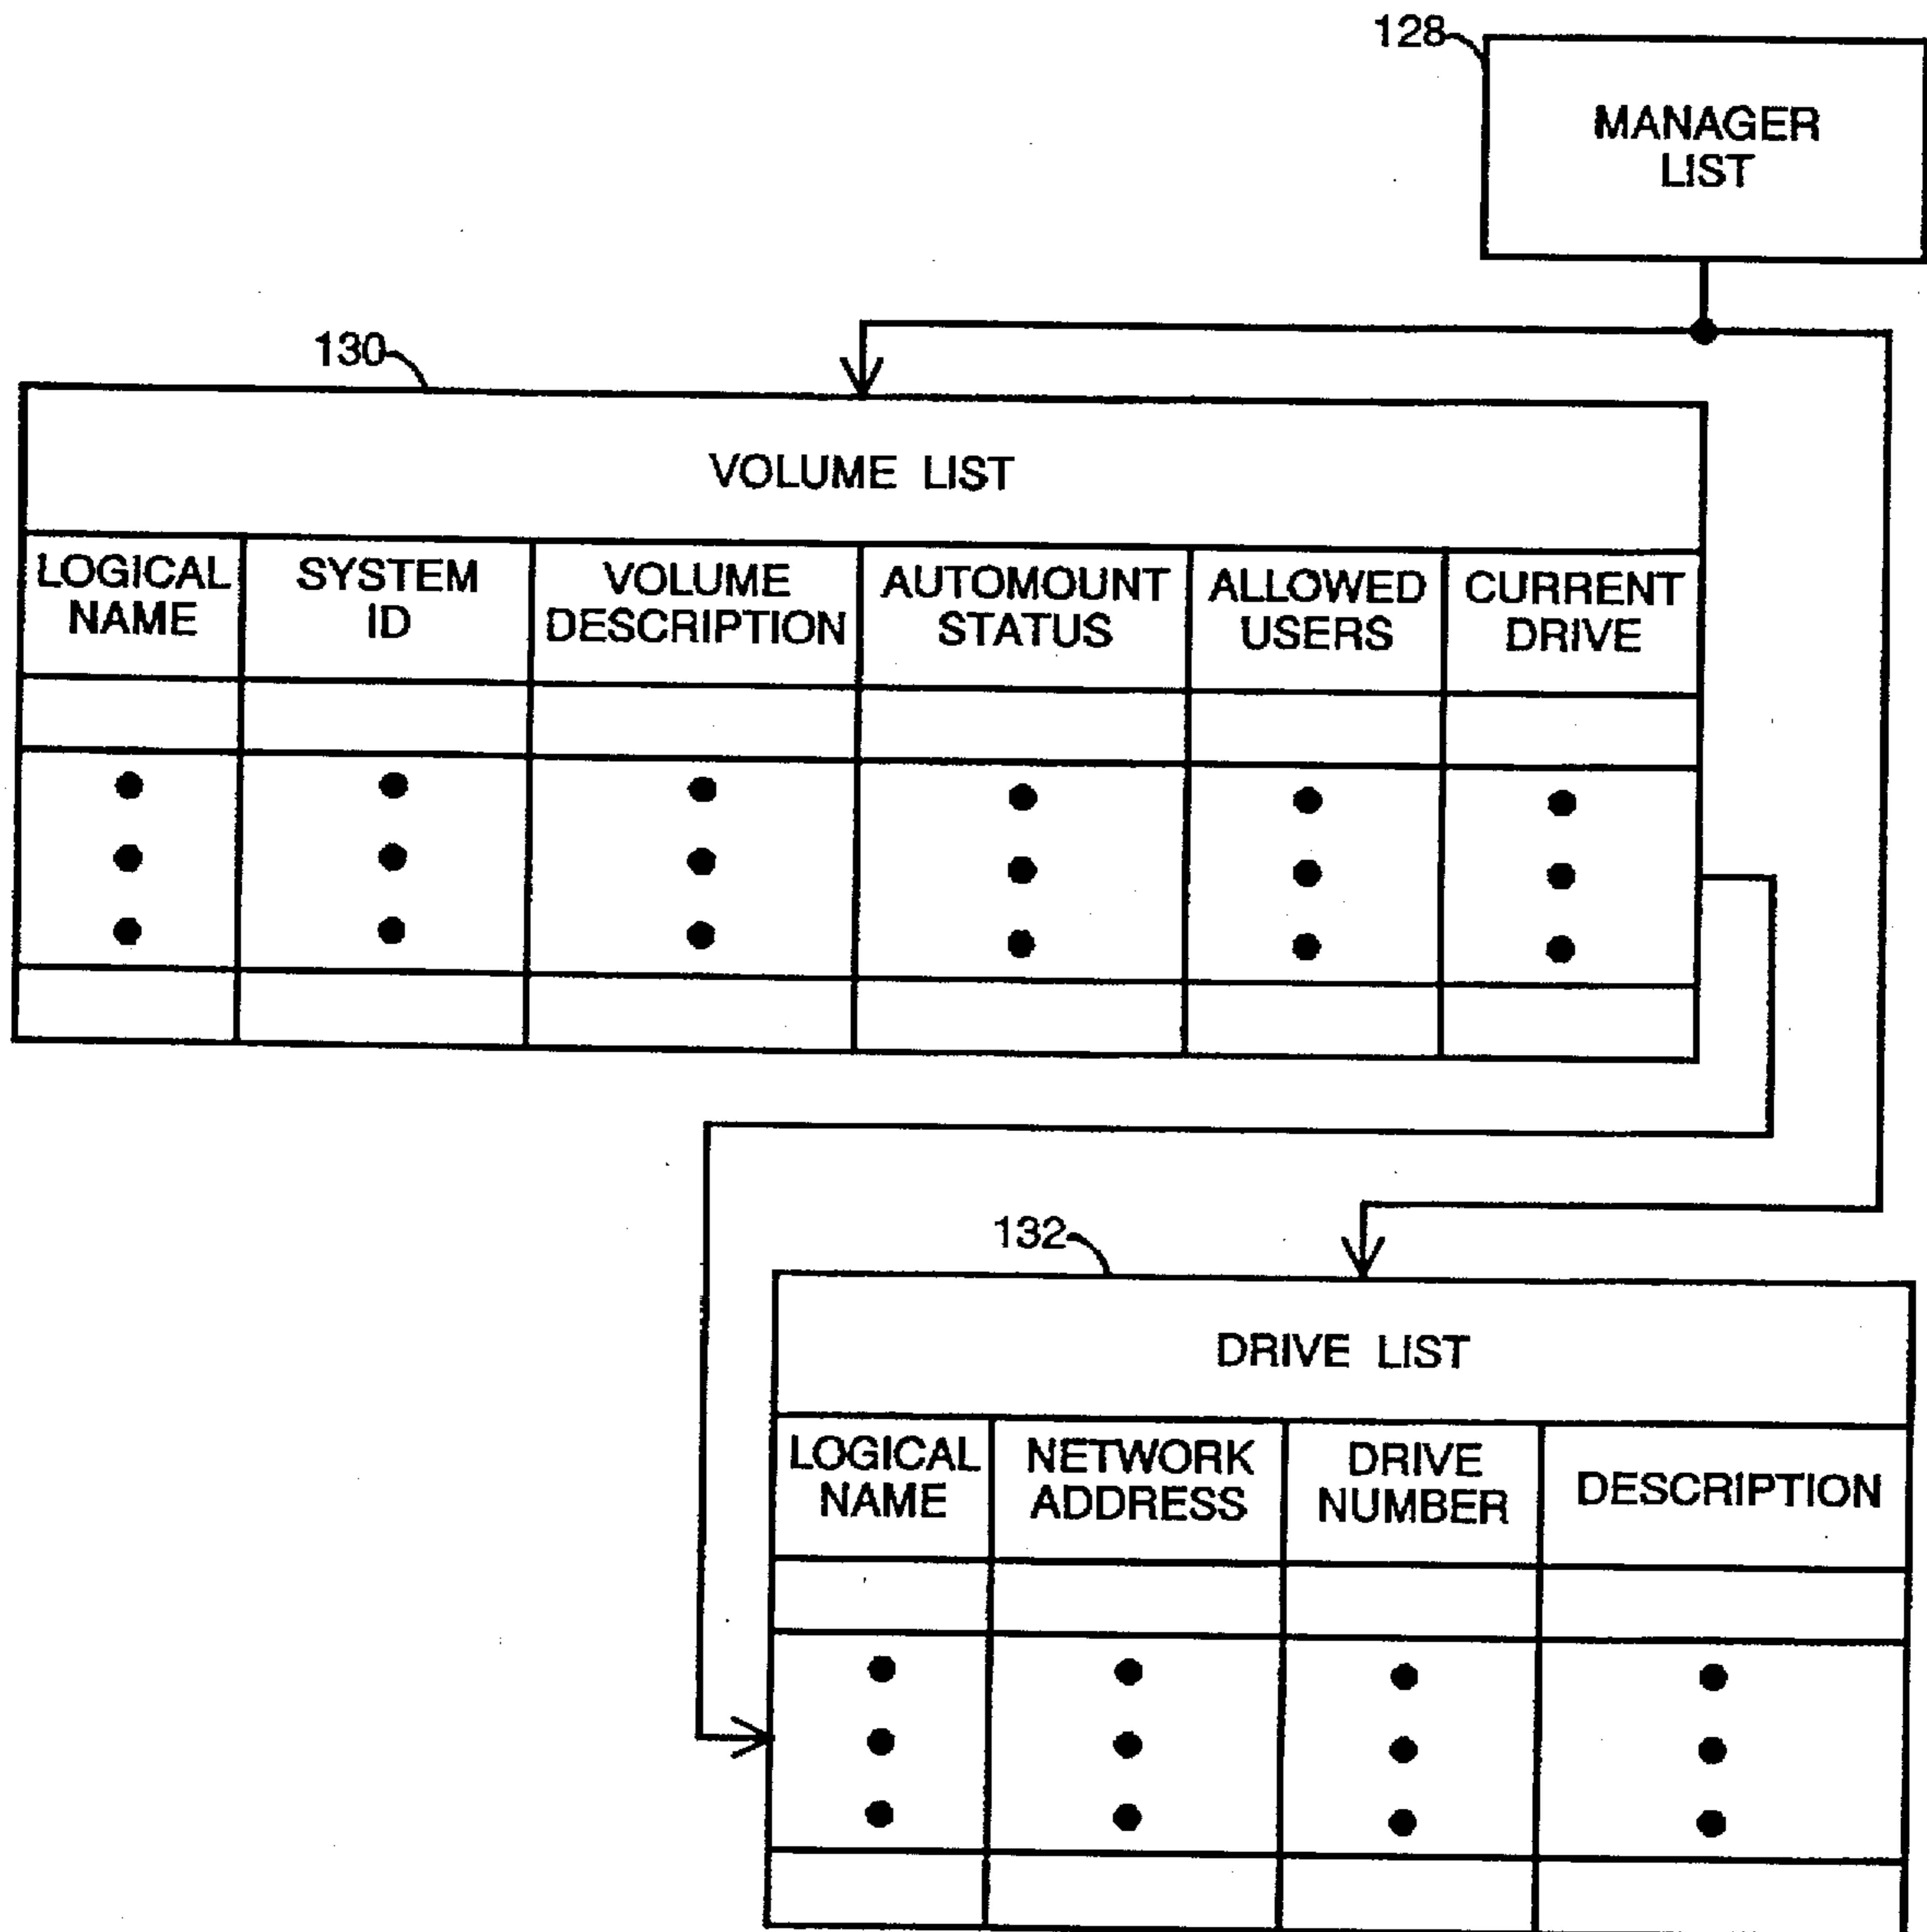 128
MANAGER
LIST
130
VOLUME LIST
LOGICAL
NAME
SYSTEM
ID
VOLUME
DESCRIPTION
AUTOMOUNT
STATUS
ALLOWED
USERS
CURRENT
DRIVE
132
DRIVE LIST
LOGICAL
NAME
NETWORK
ADDRESS
DRIVE
NUMBER
DESCRIPTION